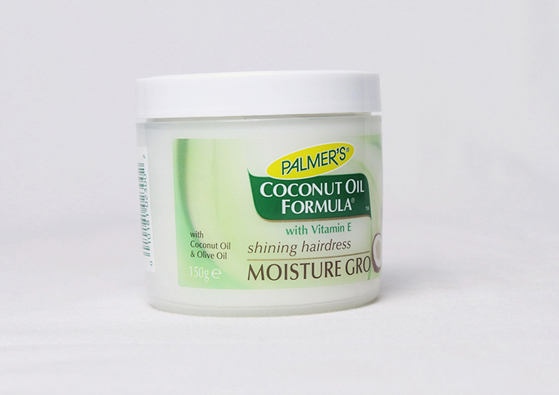 PALMER'S®
COCONUT OIL
FORMULA®
with Vitamin E
shining hairdress
MOISTURE GRO
with
Coconut Oil
& Olive Oil
150g ℮